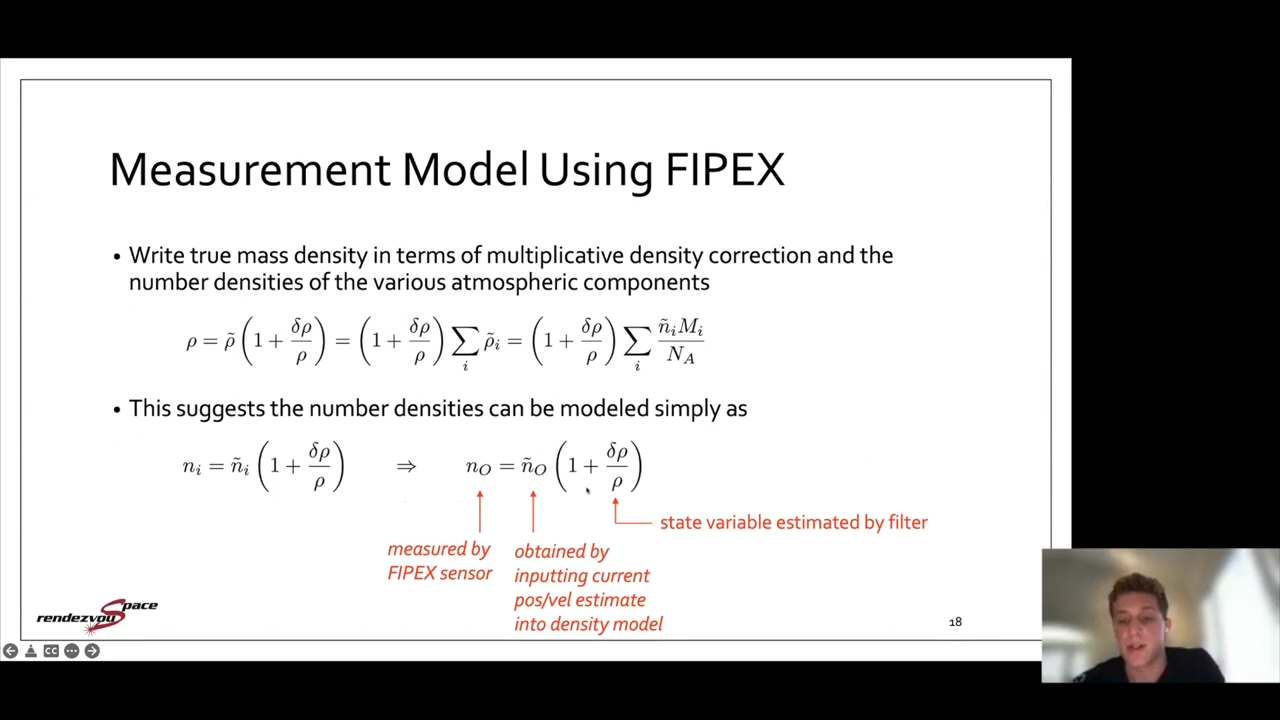 Measurement Model Using FIPEX
• Write true mass density in terms of multiplicative density correction and the
number densities of the various atmospheric components
ρ = ρ̃ (1 + δρ/ρ) = (1 + δρ/ρ) ∑_i ρ̃_i = (1 + δρ/ρ) ∑_i ñ_i M_i / N_A
• This suggests the number densities can be modeled simply as
n_i = ñ_i (1 + δρ/ρ) ⇒ n_O = ñ_O (1 + δρ/ρ)
state variable estimated by filter
measured by
FIPEX sensor
obtained by
inputting current
pos/vel estimate
into density model
rendezvouSpace
18
CC